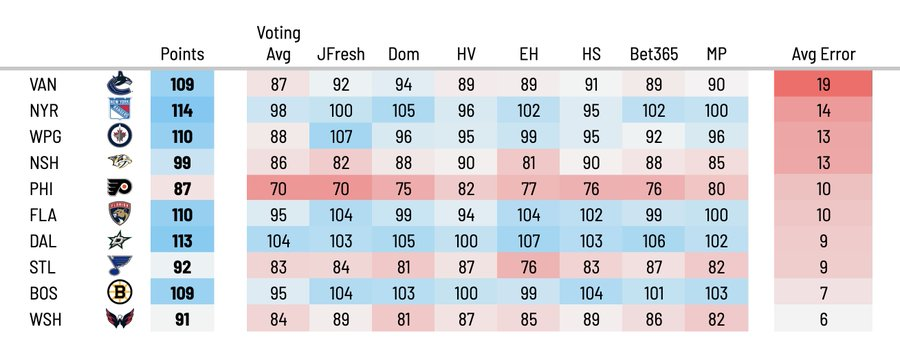 Voting
Points Avg JFresh Dom HV EH HS Bet365 MP Avg Error
VAN 109 87 92 94 89 89 91 89 90 19
NYR 114 98 100 105 96 102 95 102 100 14
WPG 110 88 107 96 95 99 95 92 96 13
NSH 99 86 82 88 90 81 90 88 85 13
PHI 87 70 70 75 82 77 76 76 80 10
FLA 110 95 104 99 94 104 102 99 100 10
DAL 113 104 103 105 100 107 103 106 102 9
STL 92 83 84 81 87 76 83 87 82 9
BOS 109 95 104 103 100 99 104 101 103 7
WSH 91 84 89 81 87 85 89 86 82 6